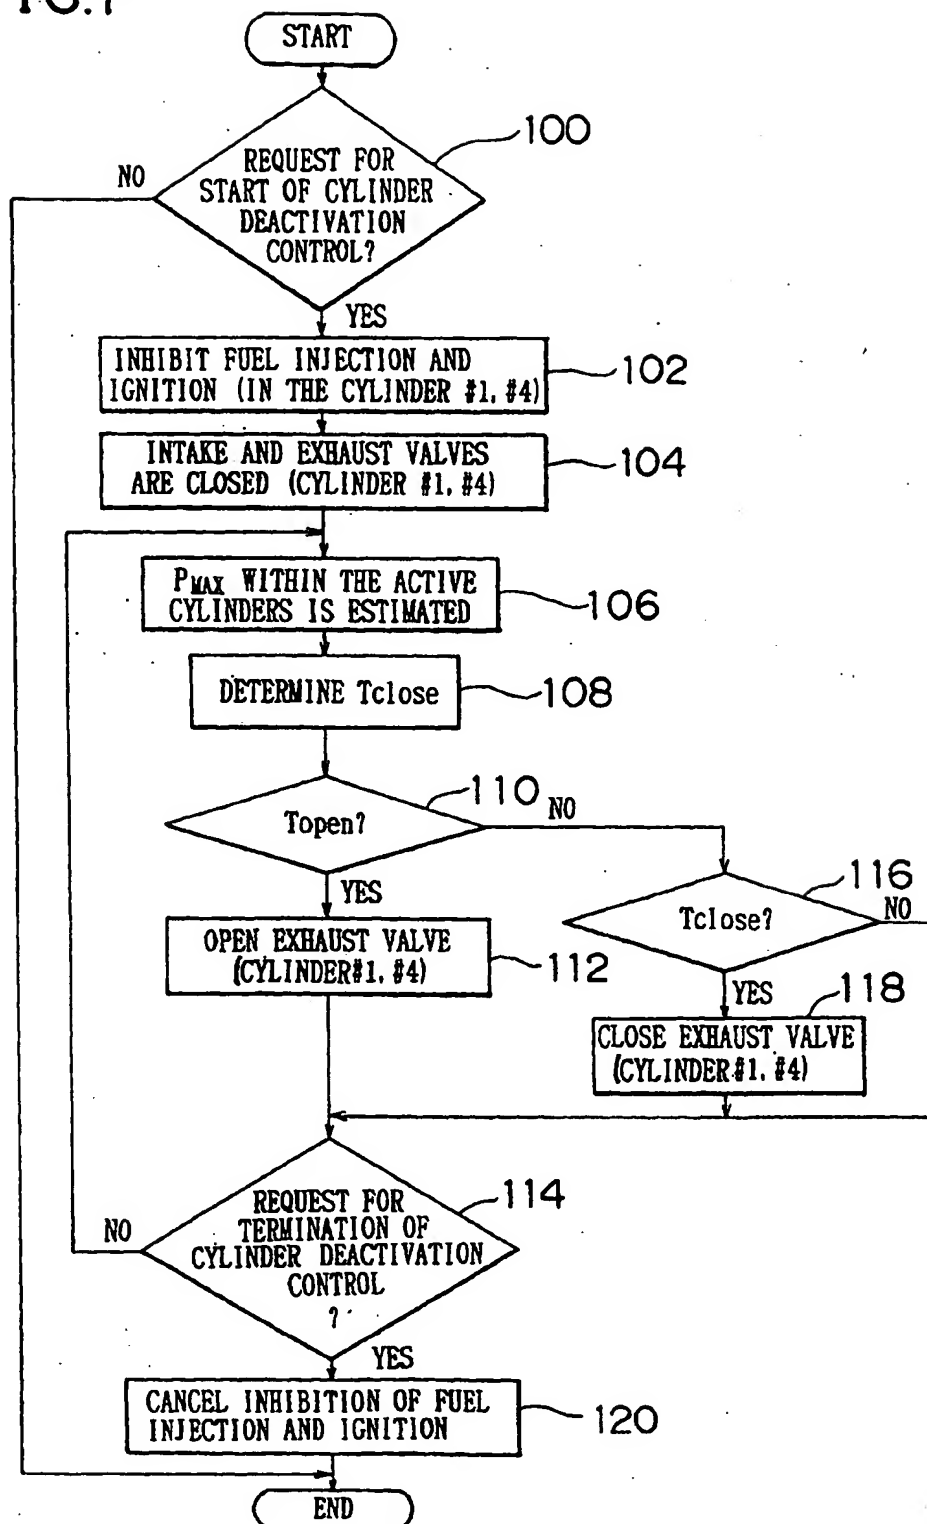 START
100
REQUEST FOR
START OF CYLINDER
DEACTIVATION
CONTROL?
NO
YES
INHIBIT FUEL INJECTION AND
IGNITION (IN THE CYLINDER #1, #4)
102
INTAKE AND EXHAUST VALVES
ARE CLOSED (CYLINDER #1, #4)
104
PMAX WITHIN THE ACTIVE
CYLINDERS IS ESTIMATED
106
DETERMINE Tclose
108
Topen?
110
NO
YES
Tclose?
116
NO
OPEN EXHAUST VALVE
(CYLINDER#1, #4)
112
YES
118
CLOSE EXHAUST VALVE
(CYLINDER#1, #4)
REQUEST FOR
TERMINATION OF
CYLINDER DEACTIVATION
CONTROL
?
114
NO
YES
CANCEL INHIBITION OF FUEL
INJECTION AND IGNITION
120
END